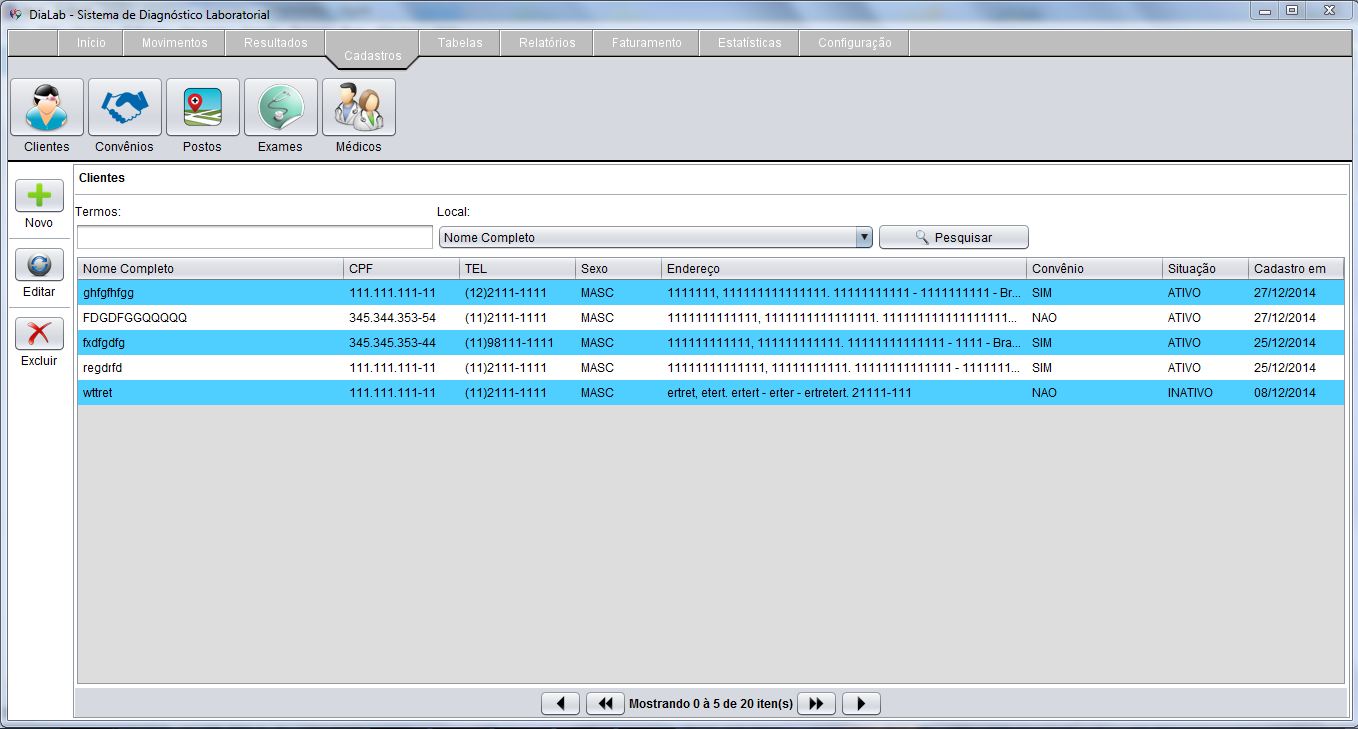 DiaLab - Sistema de Diagnóstico Laboratorial
Início Movimentos Resultados Cadastros Tabelas Relatórios Faturamento Estatísticas Configuração
Clientes Convênios Postos Exames Médicos
Novo
Editar
Excluir
Clientes
Termos: Local:
Nome Completo Pesquisar
Nome Completo CPF TEL Sexo Endereço Convênio Situação Cadastro em
ghfgfhfgg 111.111.111-11 (12)2111-1111 MASC 1111111, 111111111111111. 11111111111 - 1111111111 - Br... SIM ATIVO 27/12/2014
FDGDFGGQQQQQ 345.344.353-54 (11)2111-1111 MASC 1111111111111, 1111111111111111. 111111111111111111... NAO ATIVO 27/12/2014
fxdfgdfg 345.345.353-44 (11)98111-1111 MASC 111111111111, 111111111111. 11111111111111 - 1111 - Bra... SIM ATIVO 25/12/2014
regdrfd 111.111.111-11 (11)2111-1111 MASC 1111111111111, 11111111111. 11111111111111 - 1111111... SIM ATIVO 25/12/2014
wttret 111.111.111-11 (11)2111-1111 MASC ertret, etert. ertert - erter - ertretert. 21111-111 NAO INATIVO 08/12/2014
Mostrando 0 à 5 de 20 iten(s)